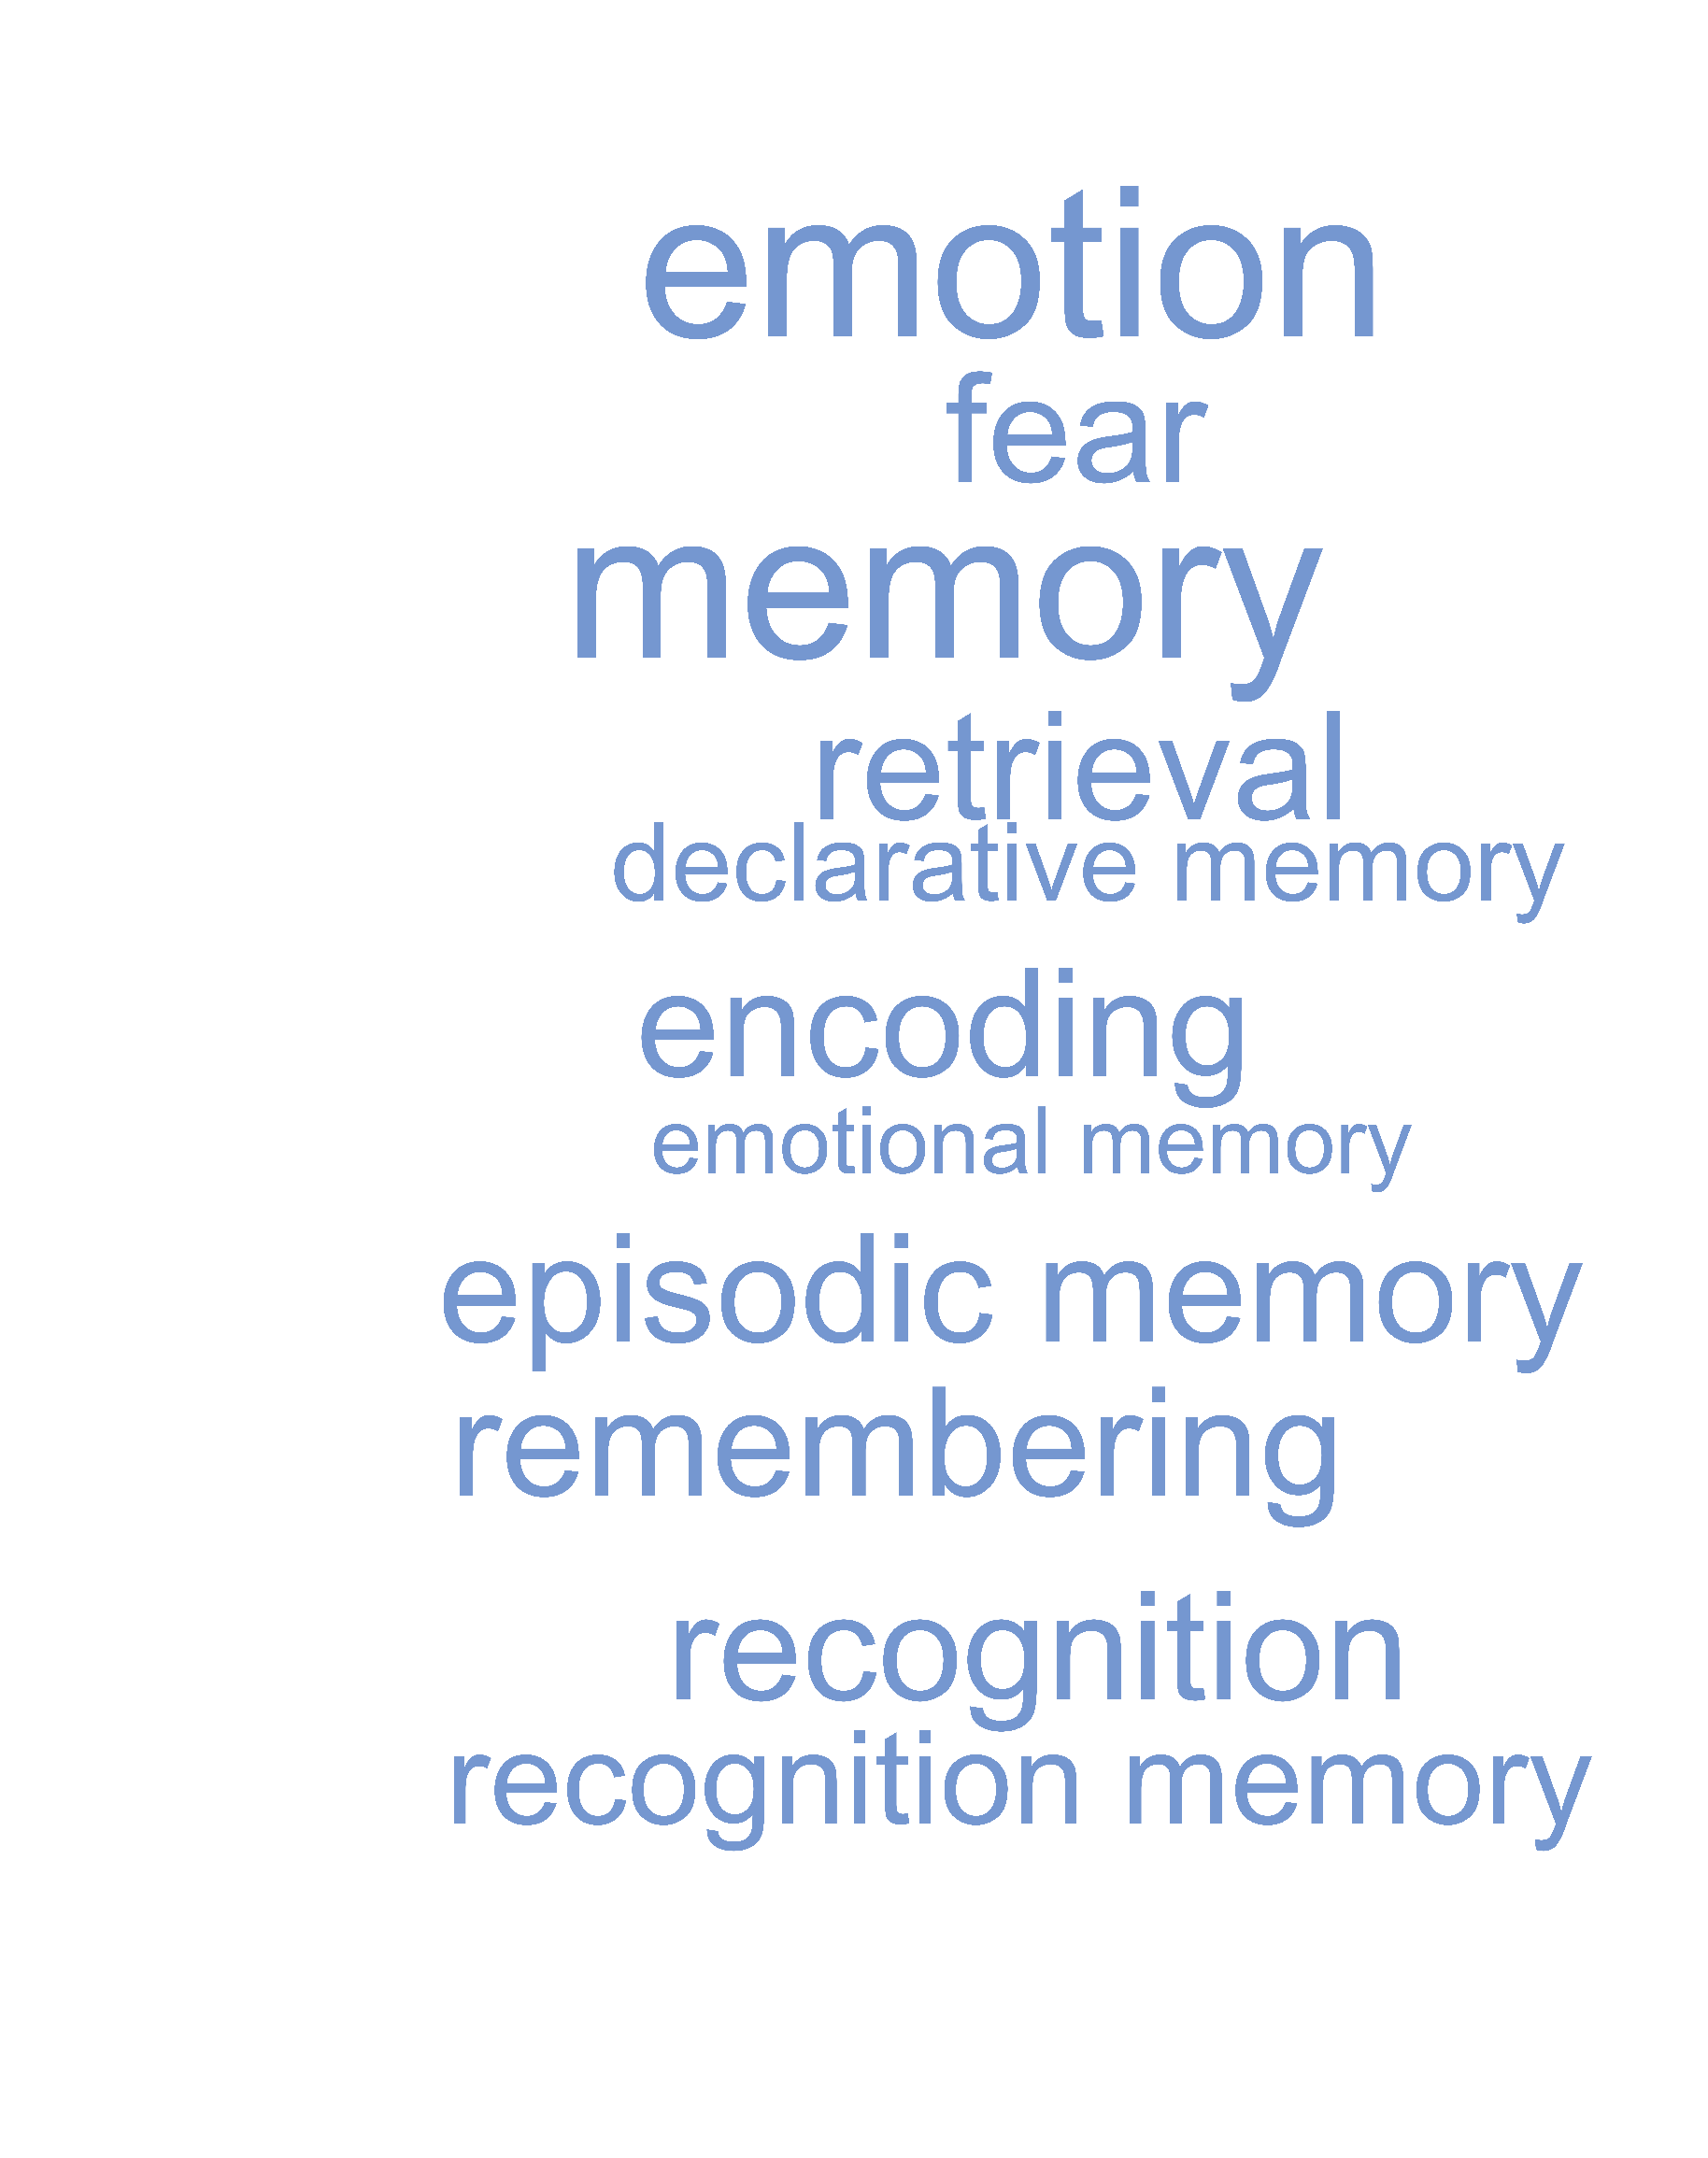 emotion
fear
memory
retrieval
declarative memory
encoding
emotional memory
episodic memory
remembering
recognition
recognition memory